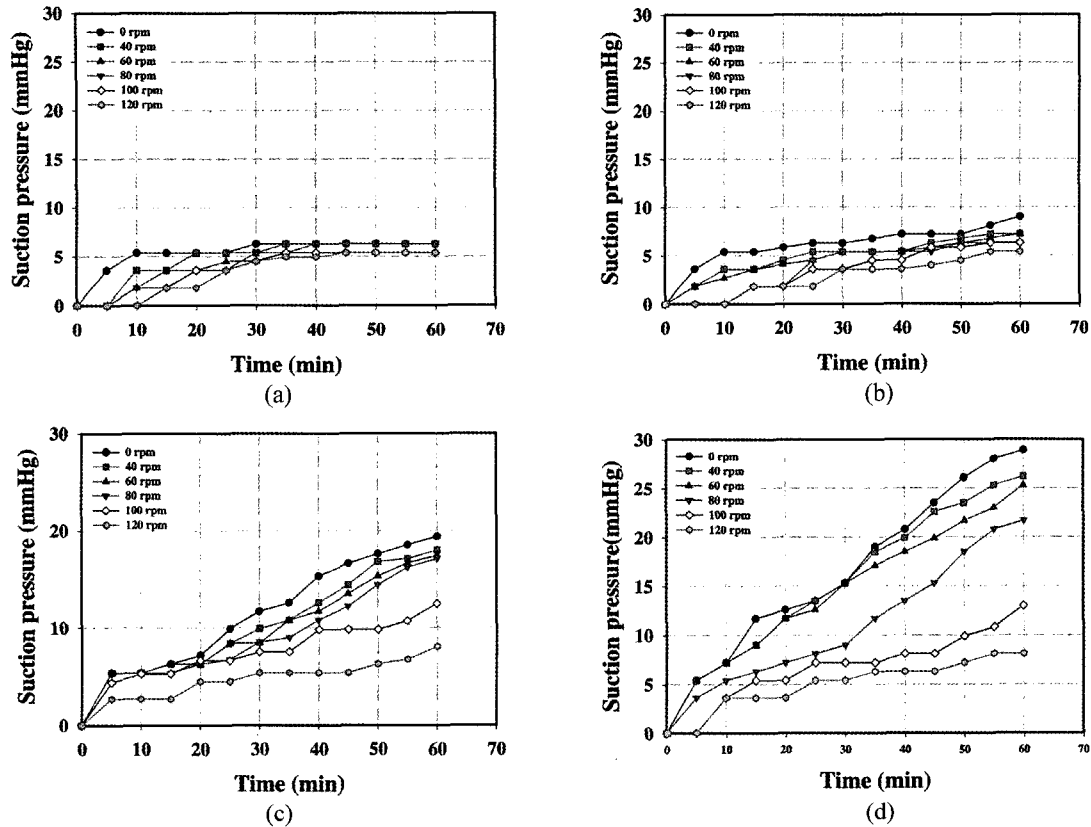 30
25
20
15
10
5
0
Suction pressure (mmHg)
0 rpm
40 rpm
60 rpm
80 rpm
100 rpm
120 rpm
0 10 20 30 40 50 60 70
Time (min)
(a)
30
25
20
15
10
5
0
Suction pressure (mmHg)
0 rpm
40 rpm
60 rpm
80 rpm
100 rpm
120 rpm
0 10 20 30 40 50 60 70
Time (min)
(b)
30
20
10
0
Suction pressure (mmHg)
0 rpm
40 rpm
60 rpm
80 rpm
100 rpm
120 rpm
0 10 20 30 40 50 60 70
Time (min)
(c)
30
25
20
15
10
5
0
Suction pressure(mmHg)
0 rpm
40 rpm
60 rpm
80 rpm
100 rpm
120 rpm
0 10 20 30 40 50 60 70
Time (min)
(d)